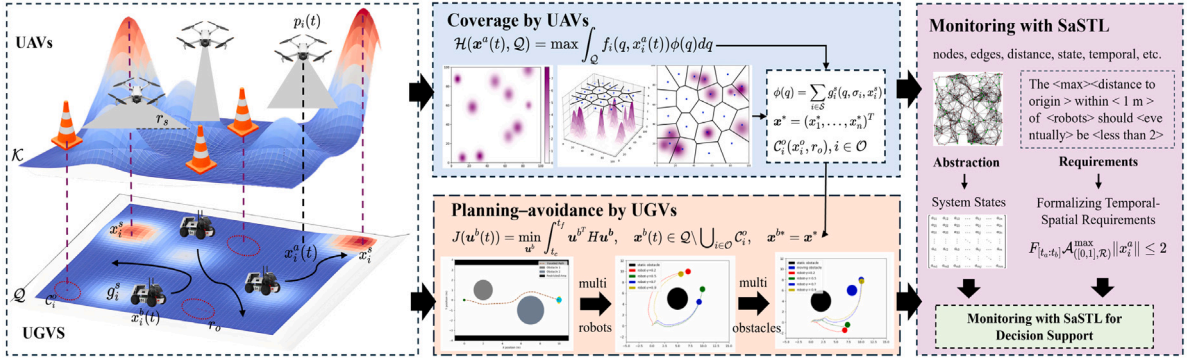 UAVs
p_i(t)
r_s
𝒦
x_i^s
x_i^a(t)
x_i^s
𝒬
𝒞_i^o
g_i^s
x_i^b(t)
r_o
UGVS
Coverage by UAVs
ℋ(𝒙^a(t), 𝒬) = max ∫_𝒬 f_i(q, x_i^a(t))ϕ(q)dq
ϕ(q) = ∑_{i∈𝒮} g_i^s(q, σ_i, x_i^s)
𝒙* = (x_1^*, …, x_n^*)^T
𝒞_i^o(x_i^o, r_o), i ∈ 𝒪
Planning–avoidance by UGVs
J(𝒖^b(t)) = min_{𝒖^b} ∫_{t_c}^{t_f} 𝒖^{b^T} H𝒖^b, 𝒙^b(t) ∈ 𝒬\⋃_{i∈𝒪} 𝒞_i^o, 𝒙^{b*} = 𝒙*
multi
robots
multi
obstacles
Monitoring with SaSTL
nodes, edges, distance, state, temporal, etc.
The <max><distance to
origin > within < 1 m >
of <robots> should <eve
ntually> be <less than 2>
Abstraction
Requirements
System States
Formalizing Temporal-
Spatial Requirements
F_{[t_a:t_b]} 𝒜^{max}_{([0,1],ℛ)} ‖x_i^a‖ ≤ 2
Monitoring with SaSTL for
Decision Support